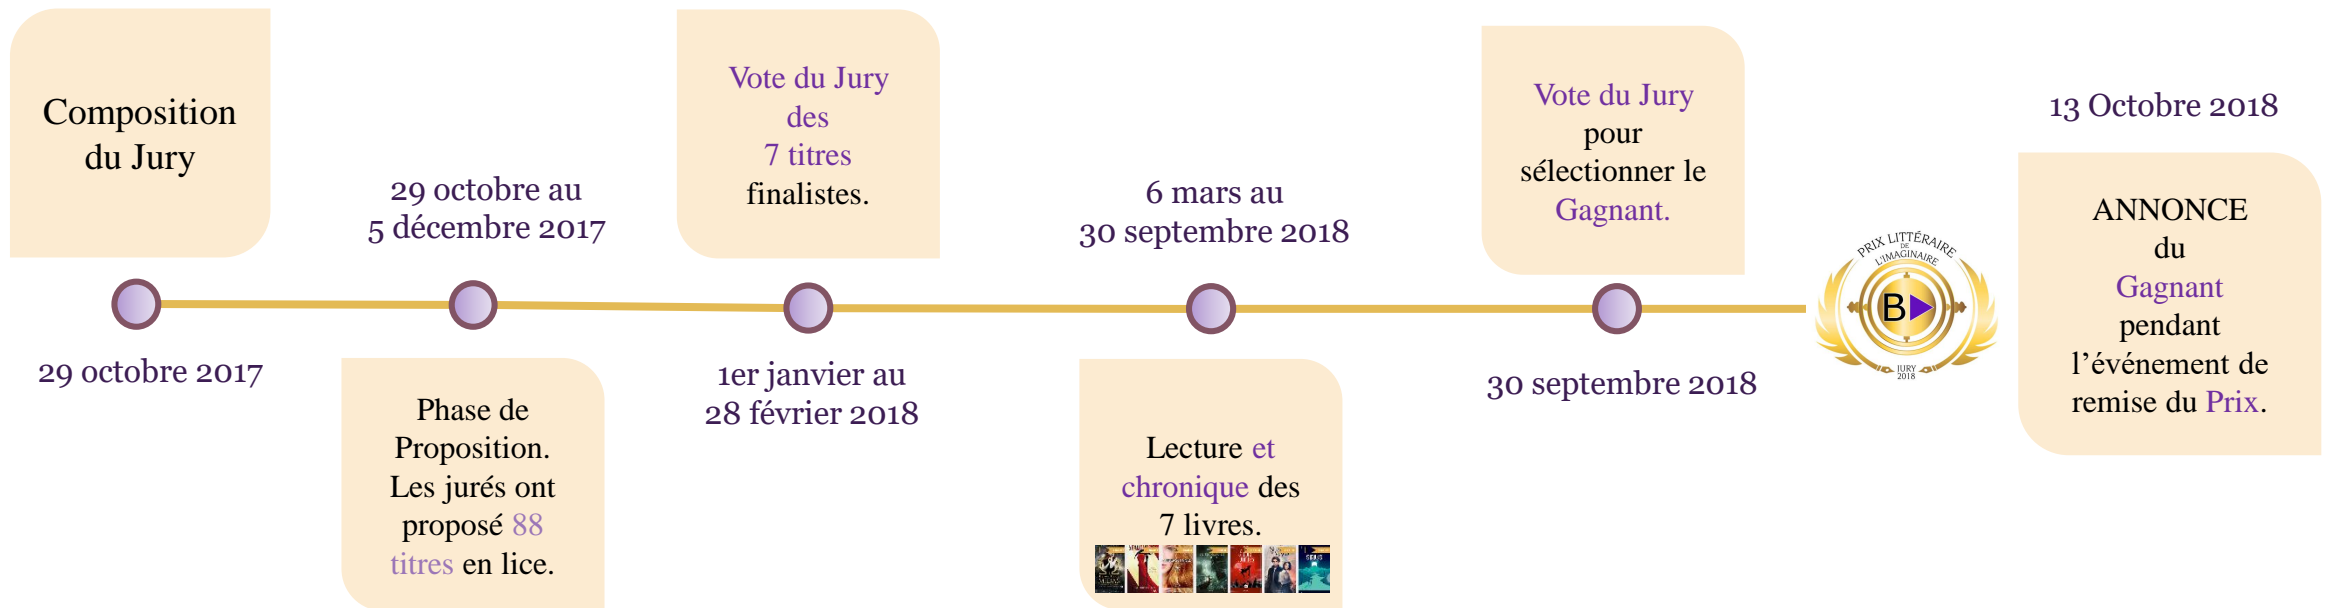 Composition
du Jury
29 octobre 2017
29 octobre au
5 décembre 2017
Phase de
Proposition.
Les jurés ont
proposé 88
titres en lice.
Vote du Jury
des
7 titres
finalistes.
1er janvier au
28 février 2018
6 mars au
30 septembre 2018
Lecture et
chronique des
7 livres.
Vote du Jury
pour
sélectionner le
Gagnant.
30 septembre 2018
PRIX LITTÉRAIRE
DE
L'IMAGINAIRE
B
JURY
2018
13 Octobre 2018
ANNONCE
du
Gagnant
pendant
l’événement de
remise du Prix.